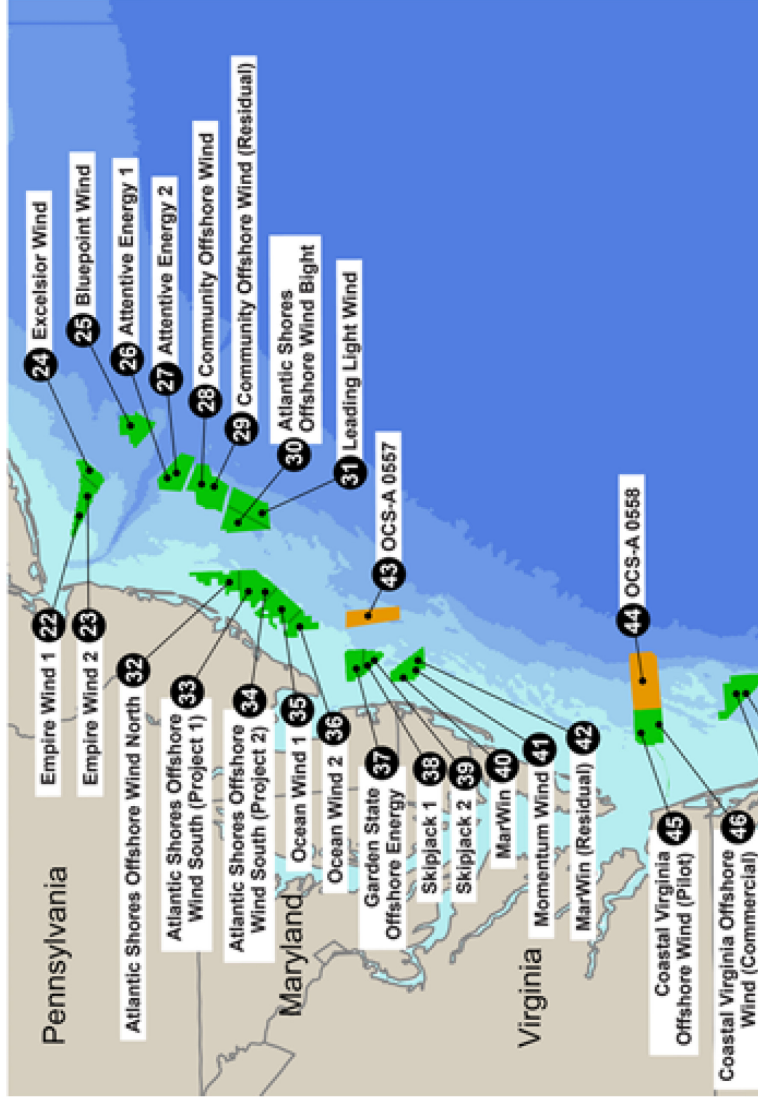 Pennsylvania
Maryland
Virginia
Empire Wind 1 22
Empire Wind 2 23
24 Excelsior Wind
25 Bluepoint Wind
26 Attentive Energy 1
27 Attentive Energy 2
28 Community Offshore Wind
29 Community Offshore Wind (Residual)
30 Atlantic Shores
Offshore Wind Bight
31 Leading Light Wind
Atlantic Shores Offshore Wind North 32
Atlantic Shores Offshore
Wind South (Project 1) 33
Atlantic Shores Offshore
Wind South (Project 2) 34
Ocean Wind 1 35
Ocean Wind 2 36
Garden State
Offshore Energy 37
Skipjack 1 38
Skipjack 2 39
MarWin 40
Momentum Wind 41
MarWin (Residual) 42
43 OCS-A 0557
44 OCS-A 0558
Coastal Virginia
Offshore Wind (Pilot) 45
Coastal Virginia Offshore
Wind (Commercial) 46